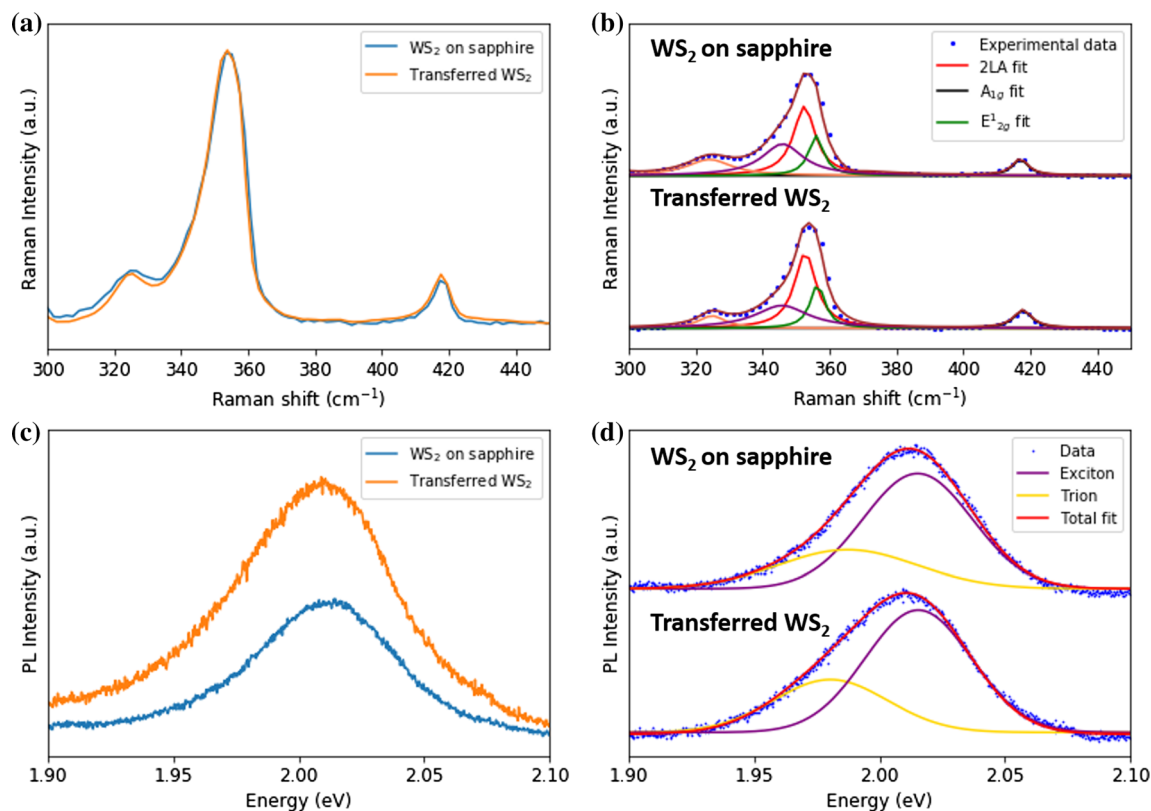 (a)
WS₂ on sapphire
Transferred WS₂
Raman Intensity (a.u.)
300 320 340 360 380 400 420 440
Raman shift (cm⁻¹)
(b)
WS₂ on sapphire
Transferred WS₂
Experimental data
2LA fit
A₁g fit
E¹₂g fit
Raman Intensity (a.u.)
300 320 340 360 380 400 420 440
Raman shift (cm⁻¹)
(c)
WS₂ on sapphire
Transferred WS₂
PL Intensity (a.u.)
1.90 1.95 2.00 2.05 2.10
Energy (eV)
(d)
WS₂ on sapphire
Transferred WS₂
Data
Exciton
Trion
Total fit
PL Intensity (a.u.)
1.90 1.95 2.00 2.05 2.10
Energy (eV)